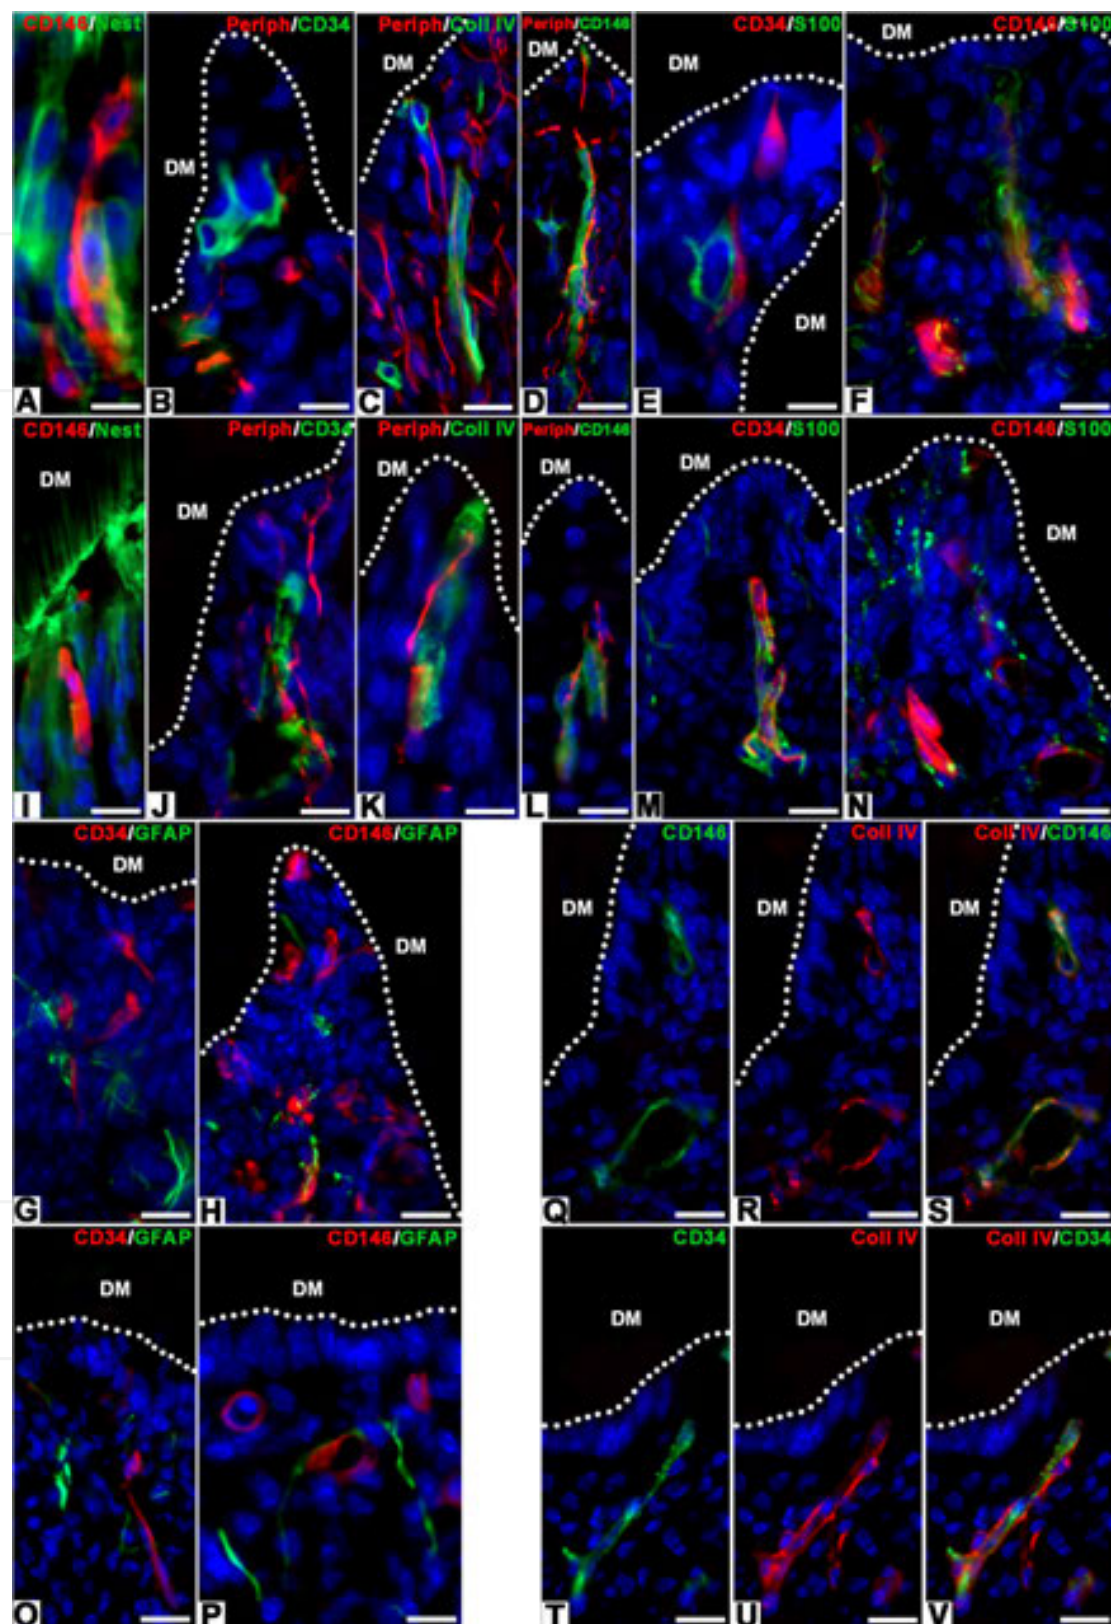 CD146/Nest
Periph/CD34
Periph/Coll IV
Periph/CD146
CD34/S100
CD146/S100
DM
DM
DM
DM
DM
DM
DM
A
B
C
D
E
F
CD146/Nest
Periph/CD34
Periph/Coll IV
Periph/CD146
CD34/S100
CD146/S100
DM
DM
DM
DM
DM
DM
I
J
K
L
M
N
CD34/GFAP
CD146/GFAP
CD146
Coll IV
Coll IV/CD146
DM
DM
DM
DM
DM
G
H
Q
R
S
CD34/GFAP
CD146/GFAP
CD34
Coll IV
Coll IV/CD34
DM
DM
DM
DM
DM
O
P
T
U
V